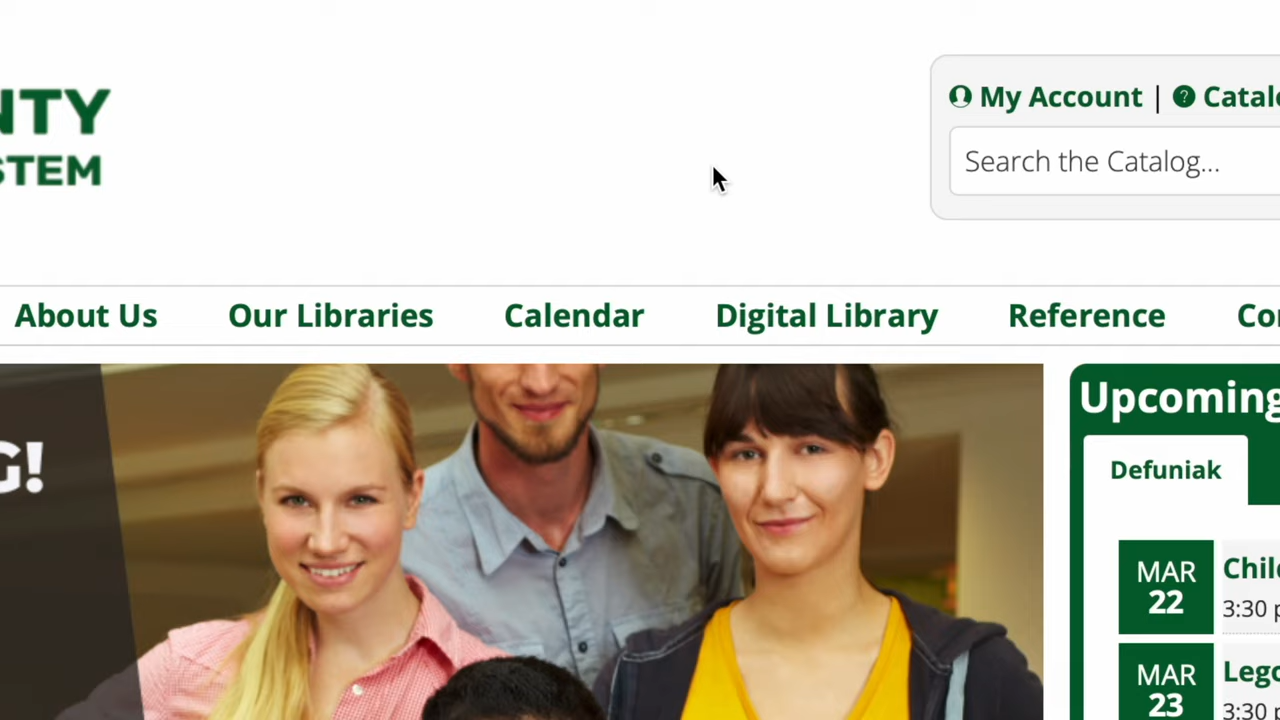 NTY
STEM
My Account | Catal
Search the Catalog...
About Us
Our Libraries
Calendar
Digital Library
Reference
Co
G!
Upcoming
Defuniak
MAR
22
Chil
3:30 p
MAR
23
Lego
3:30 p